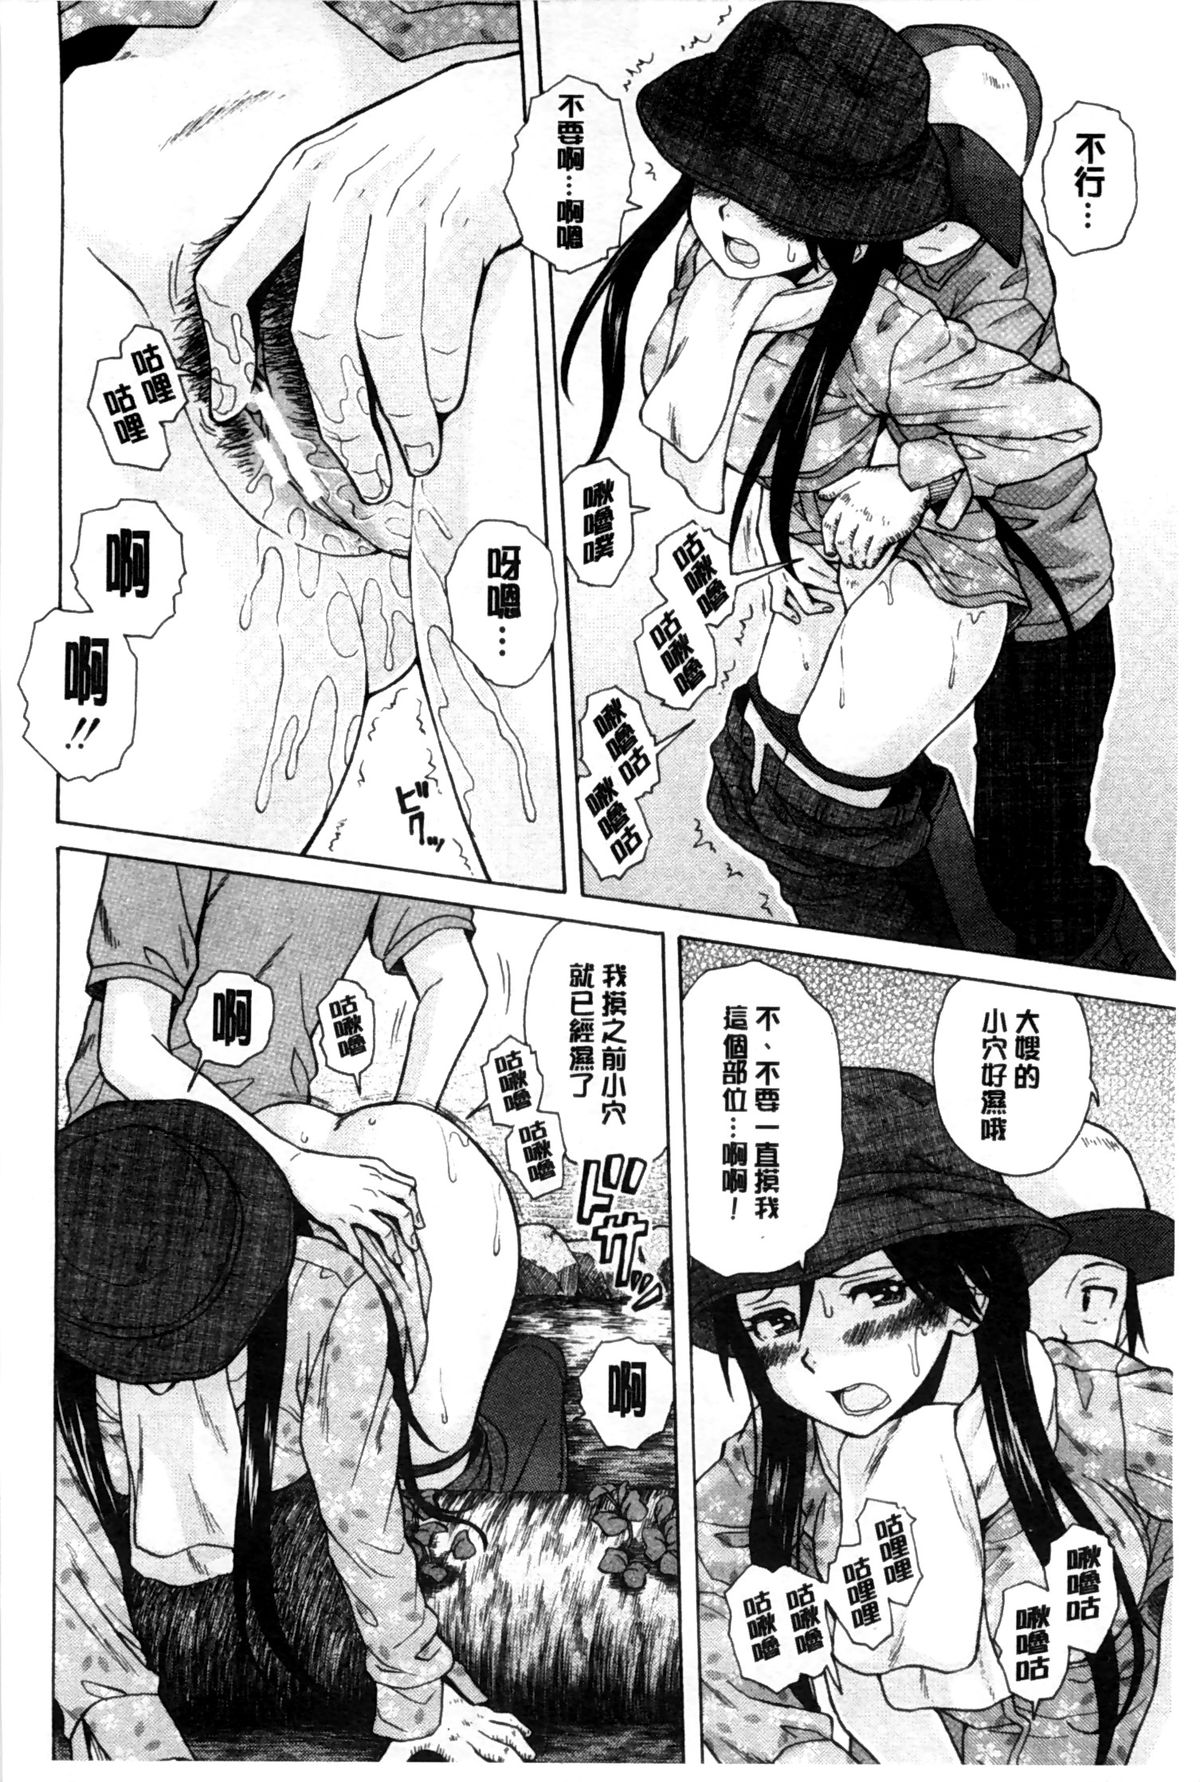 不行…
不要啊…啊嗯
啾嚕噗
咕啾嚕
咕啾嚕
啾嚕咕
啾嚕咕
咕哩
咕哩
呀嗯…
啊
啊!!
ビクッ
大嫂的
小穴好濕哦
不、不要一直摸我
這個部位…啊啊!
咕哩哩
咕哩哩
啾嚕咕
啾嚕咕
咕啾嚕
咕啾嚕
我摸之前小穴
就已經濕了
咕啾嚕
咕啾嚕
咕啾嚕
啊
ドサッ
啊